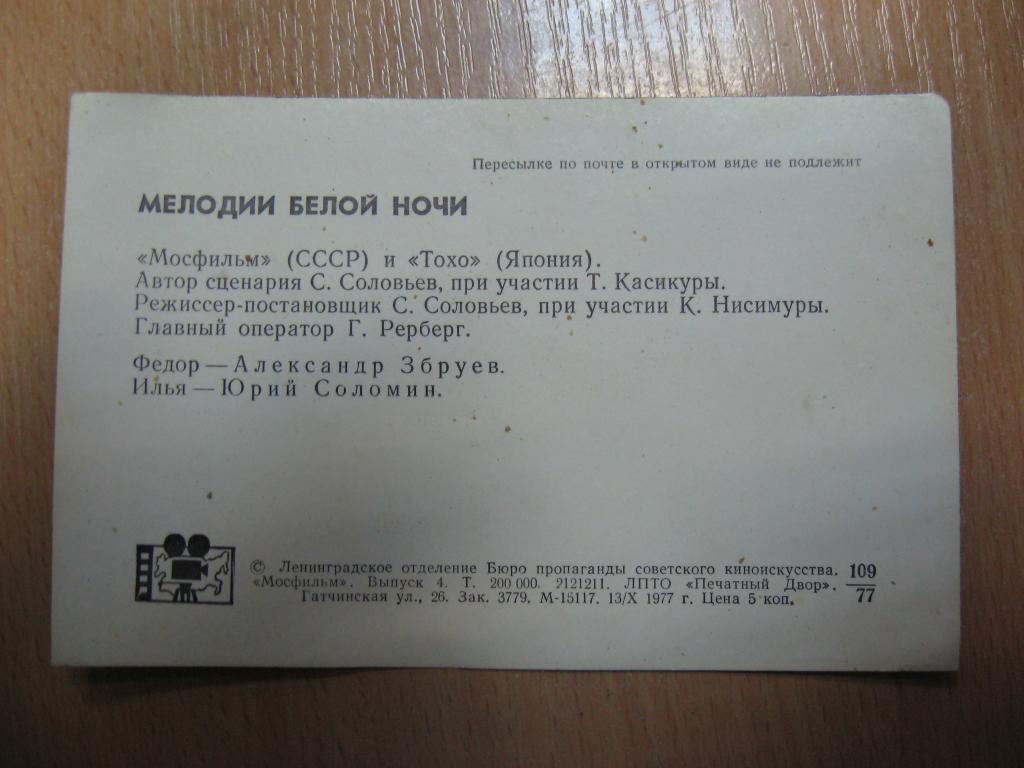 Пересылке по почте в открытом виде не подлежит
МЕЛОДИИ БЕЛОЙ НОЧИ
«Мосфильм» (СССР) и «Тохо» (Япония).
Автор сценария С. Соловьев, при участии Т. Касикуры.
Режиссер-постановщик С. Соловьев, при участии К. Нисимуры.
Главный оператор Г. Рерберг.
Федор — Александр Збруев.
Илья — Юрий Соломин.
© Ленинградское отделение Бюро пропаганды советского киноискусства.
«Мосфильм». Выпуск 4. Т. 200 000. 2121211. ЛПТО «Печатный Двор».
Гатчинская ул., 26. Зак. 3779. М-15117. 13/X 1977 г. Цена 5 коп.
109
77